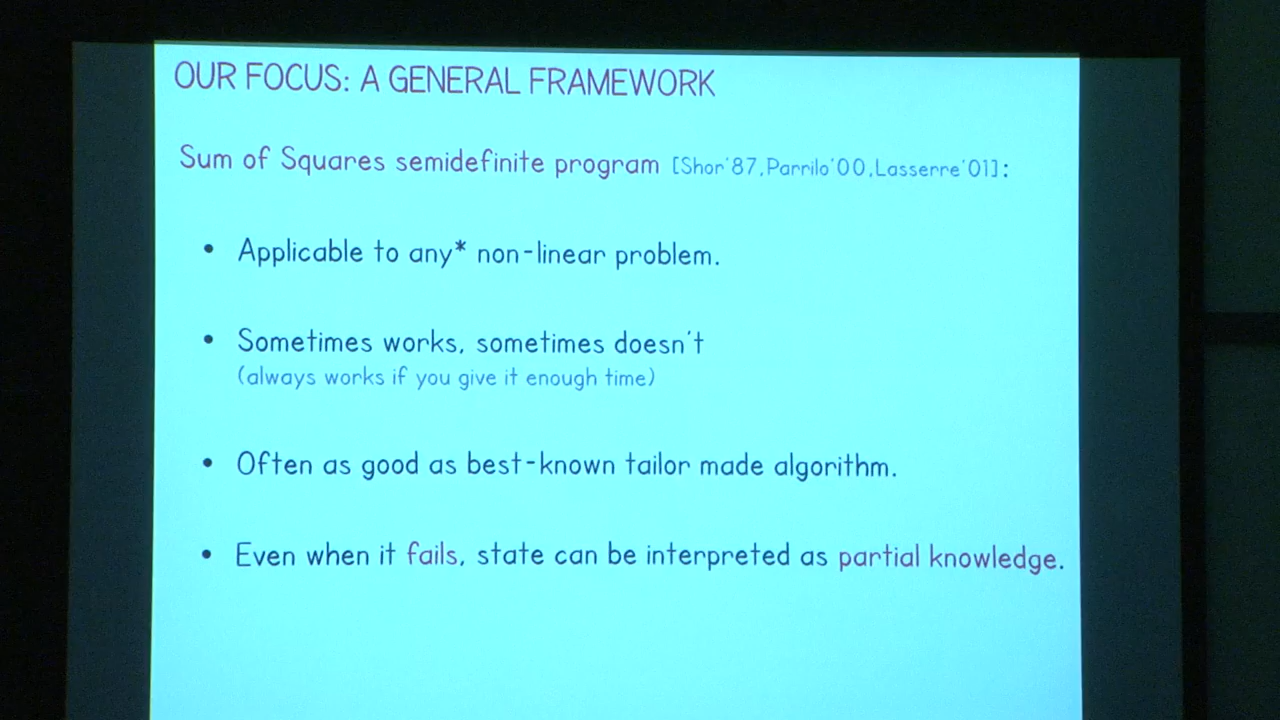 OUR FOCUS: A GENERAL FRAMEWORK
Sum of Squares semidefinite program [Shor'87,Parrilo'00,Lasserre'01]:
• Applicable to any* non-linear problem.
• Sometimes works, sometimes doesn't
(always works if you give it enough time)
• Often as good as best-known tailor made algorithm.
• Even when it fails, state can be interpreted as partial knowledge.